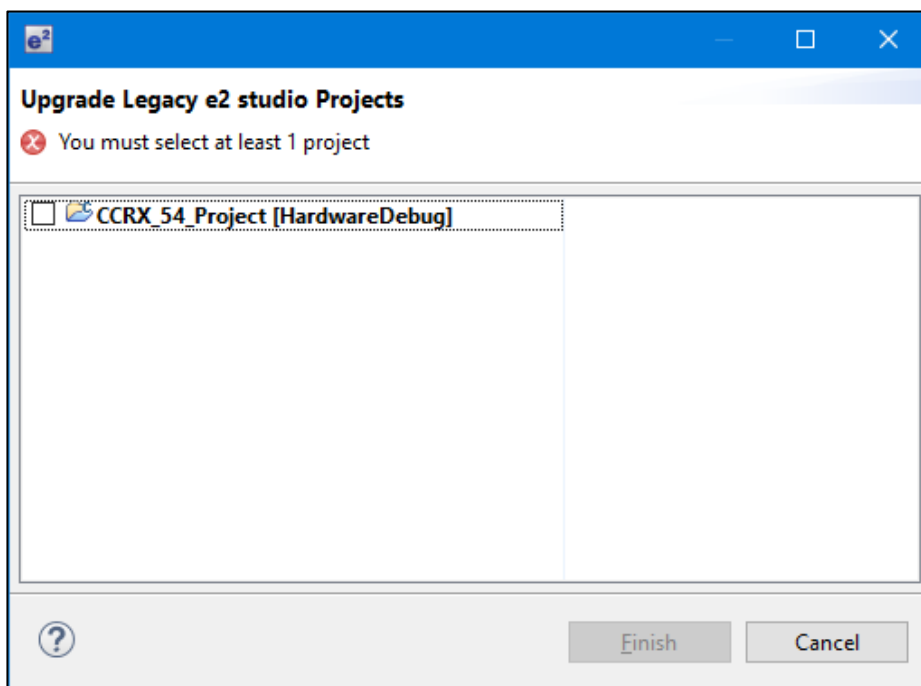 e²
Upgrade Legacy e2 studio Projects
You must select at least 1 project
CCRX_54_Project [HardwareDebug]
Finish
Cancel